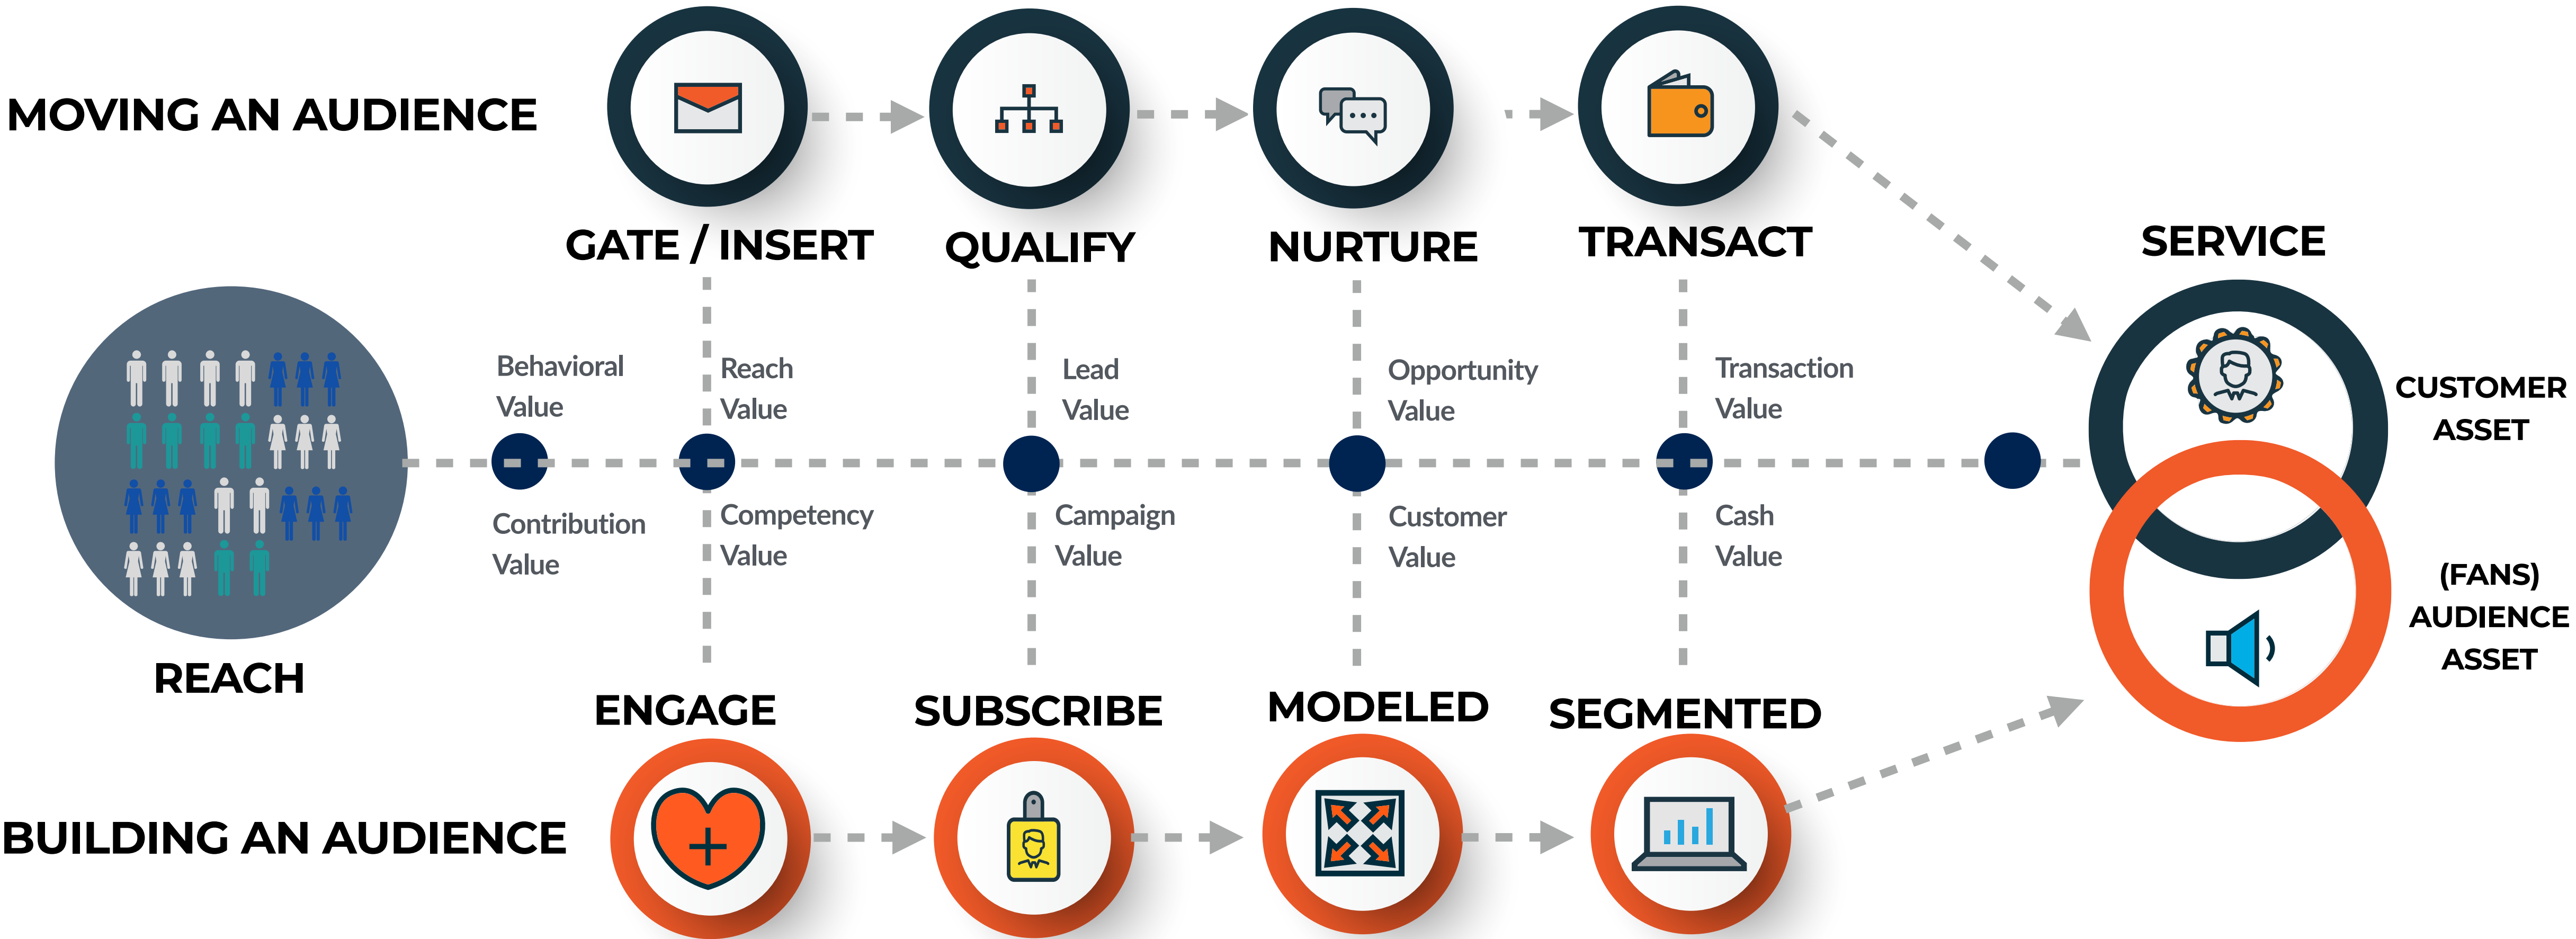 MOVING AN AUDIENCE
GATE / INSERT
QUALIFY
NURTURE
TRANSACT
SERVICE
Behavioral
Value
Reach
Value
Lead
Value
Opportunity
Value
Transaction
Value
CUSTOMER
ASSET
Contribution
Value
Competency
Value
Campaign
Value
Customer
Value
Cash
Value
(FANS)
AUDIENCE
ASSET
REACH
ENGAGE
SUBSCRIBE
MODELED
SEGMENTED
BUILDING AN AUDIENCE